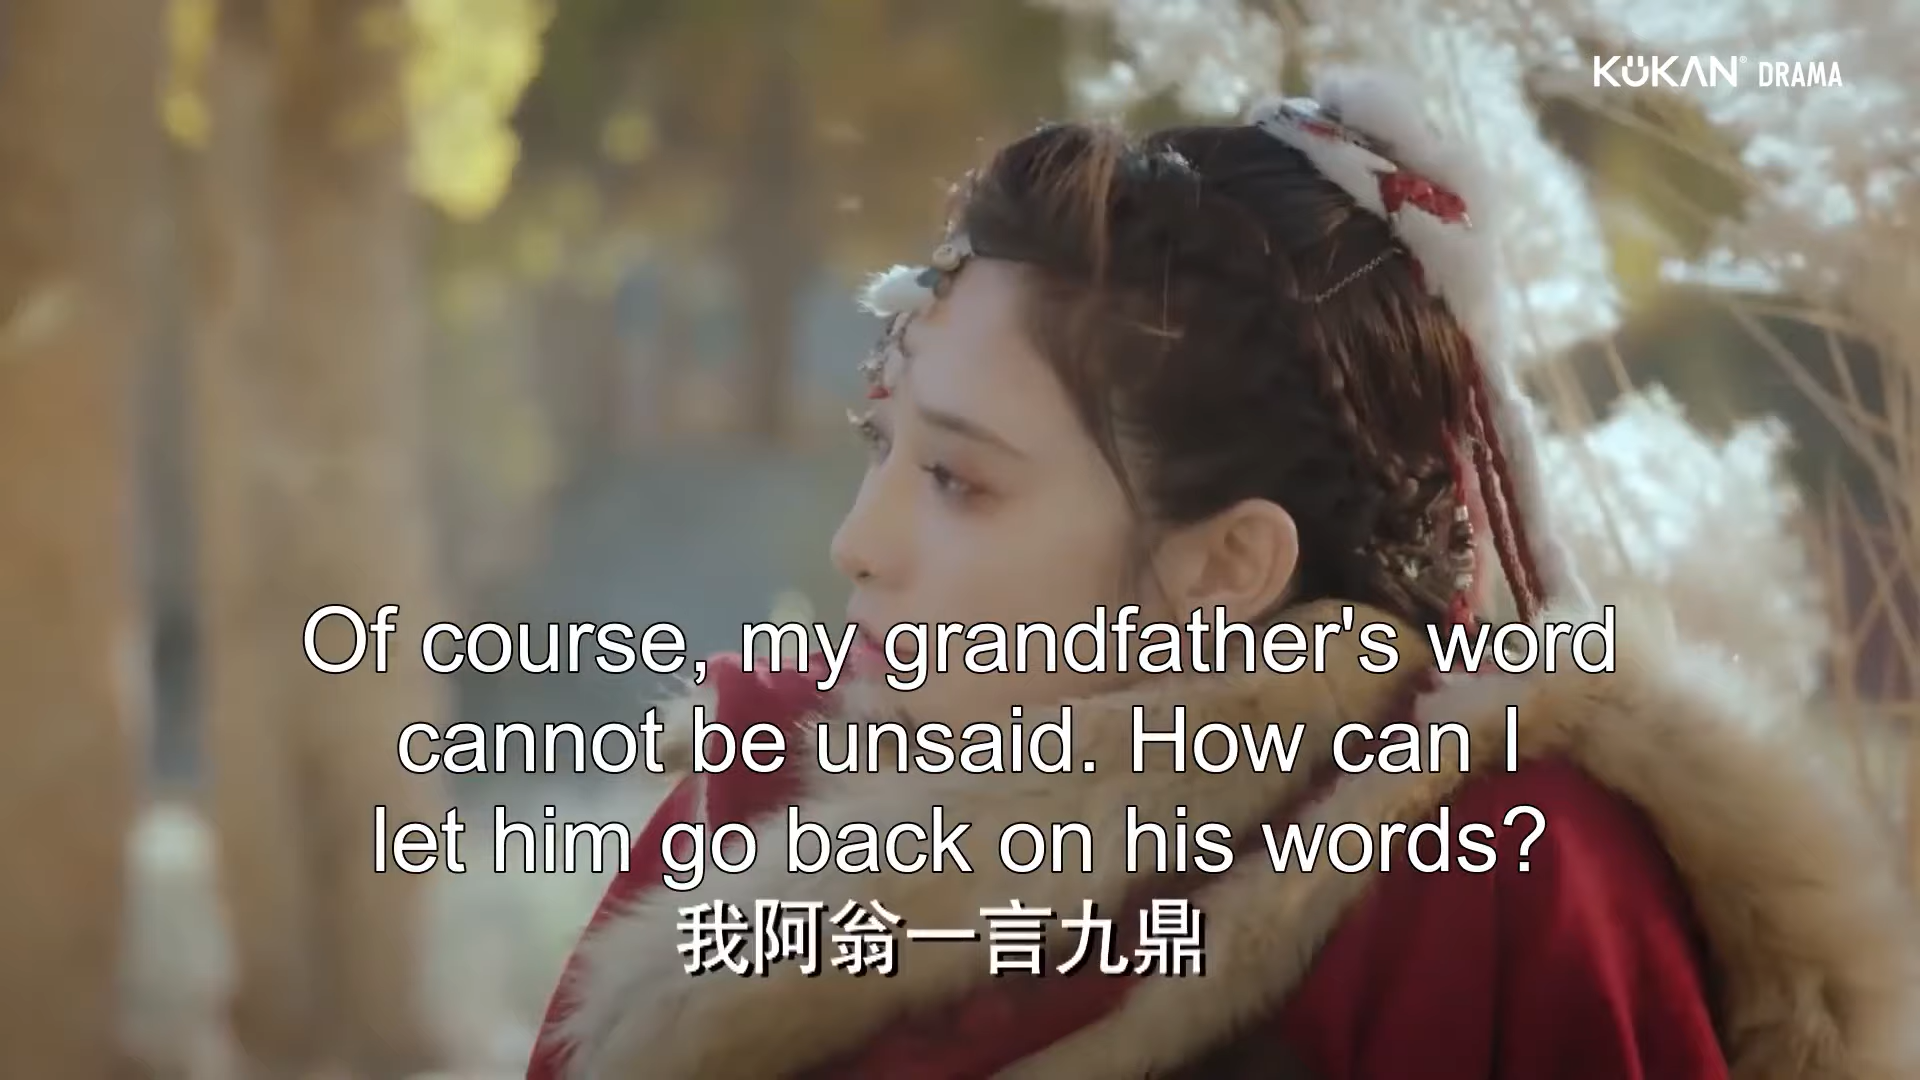 KÜKAN® DRAMA
Of course, my grandfather's word
cannot be unsaid. How can I
let him go back on his words?
我阿翁一言九鼎